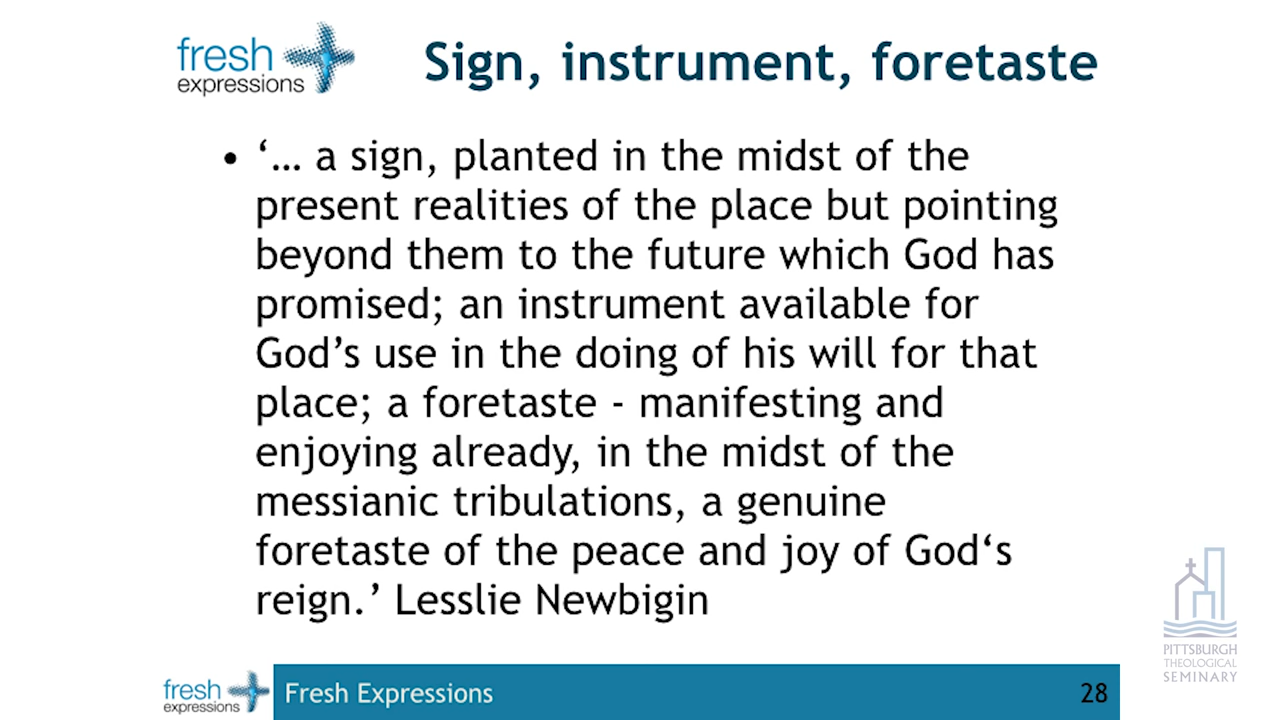 fresh
expressions
Sign, instrument, foretaste
• ‘… a sign, planted in the midst of the
present realities of the place but pointing
beyond them to the future which God has
promised; an instrument available for
God’s use in the doing of his will for that
place; a foretaste - manifesting and
enjoying already, in the midst of the
messianic tribulations, a genuine
foretaste of the peace and joy of God‘s
reign.’ Lesslie Newbigin
PITTSBURGH
THEOLOGICAL
SEMINARY
fresh
expressions
Fresh Expressions
28